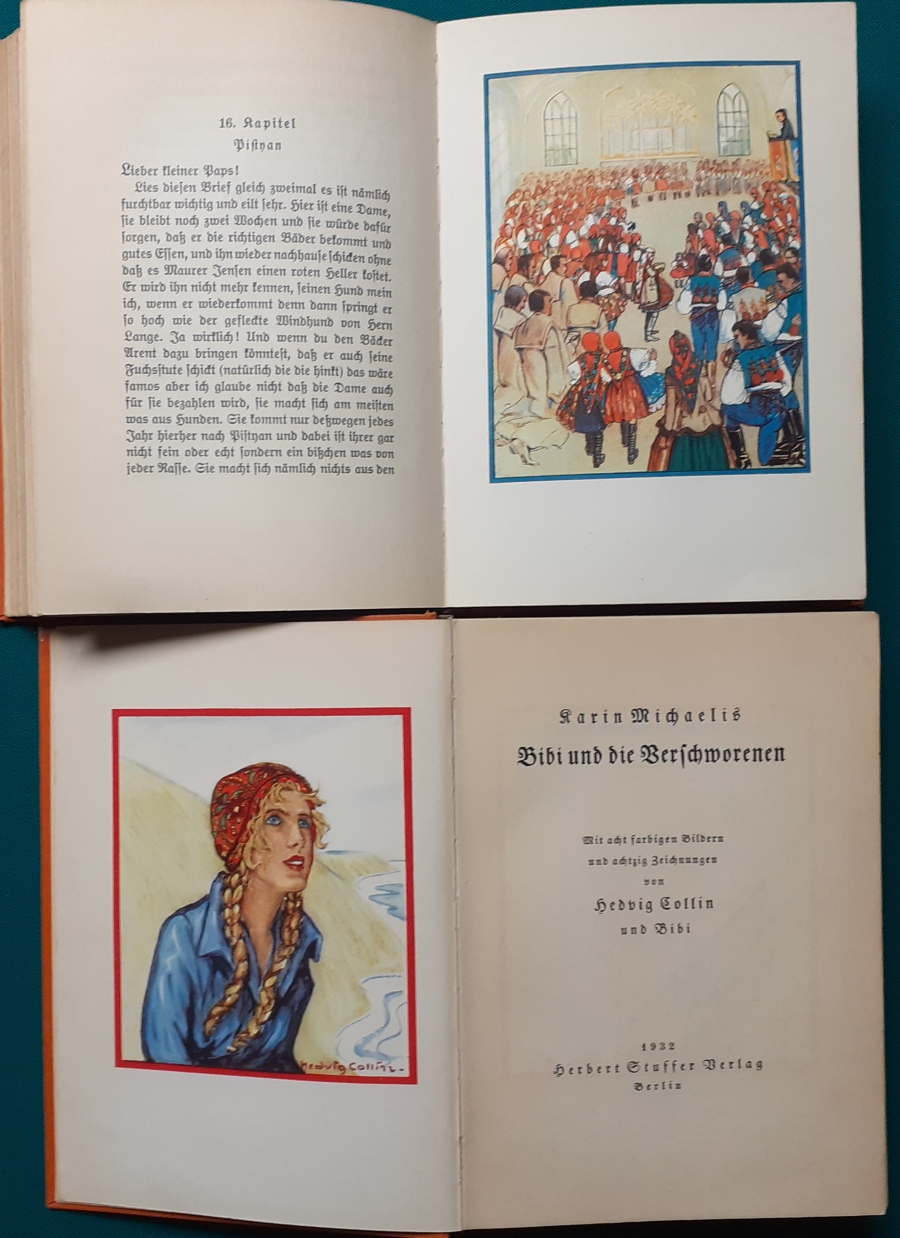 16. Kapitel
Pistyan
Lieber kleiner Paps!
Lies diesen Brief gleich zweimal es ist nämlich
furchtbar wichtig und eilt sehr. Hier ist eine Dame,
sie bleibt noch zwei Wochen und sie würde dafür
sorgen, daß er die richtigen Bäder bekommt und
gutes Essen, und ihn wieder nachhause schicken ohne
daß es Maurer Jensen einen roten Heller kostet.
Er wird ihn nicht mehr kennen, seinen Hund mein
ich, wenn er wiederkommt denn dann springt er
so hoch wie der gefleckte Windhund von Hern
Lange. Ja wirklich! Und wenn du den Bäcker
Arent dazu bringen könntest, daß er auch seine
Fuchsstute schickt (natürlich die die hinkt) das wäre
famos aber ich glaube nicht daß die Dame auch
für sie bezahlen wird, sie macht sich am meisten
was aus Hunden. Sie kommt nur deßwegen jedes
Jahr hierher nach Pistyan und dabei ist ihrer gar
nicht fein oder echt sondern ein bißchen was von
jeder Rasse. Sie macht sich nämlich nichts aus den
Hedvig Collin-
Karin Michaelis
Bibi und die Verschworenen
Mit acht farbigen Bildern
und achtzig Zeichnungen
von
Hedvig Collin
und Bibi
1932
Herbert Stuffer Verlag
Berlin